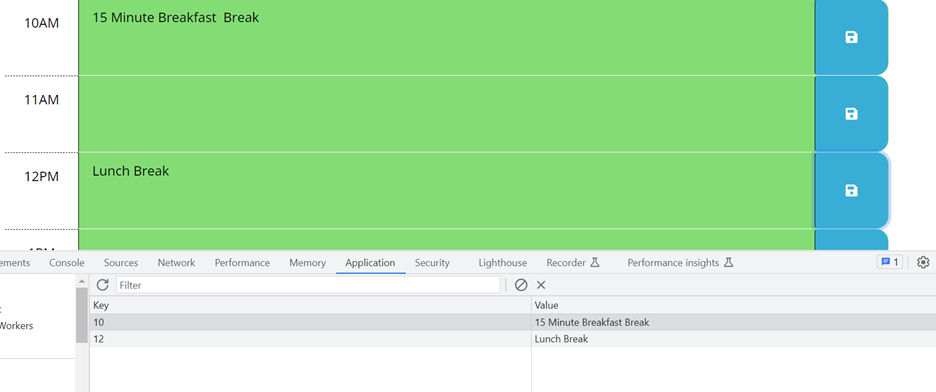 10AM 15 Minute Breakfast  Break
11AM
12PM Lunch Break
ements Console Sources Network Performance Memory Application Security Lighthouse Recorder Performance insights 1
Filter
Key Value
10 15 Minute Breakfast Break
Workers
12 Lunch Break